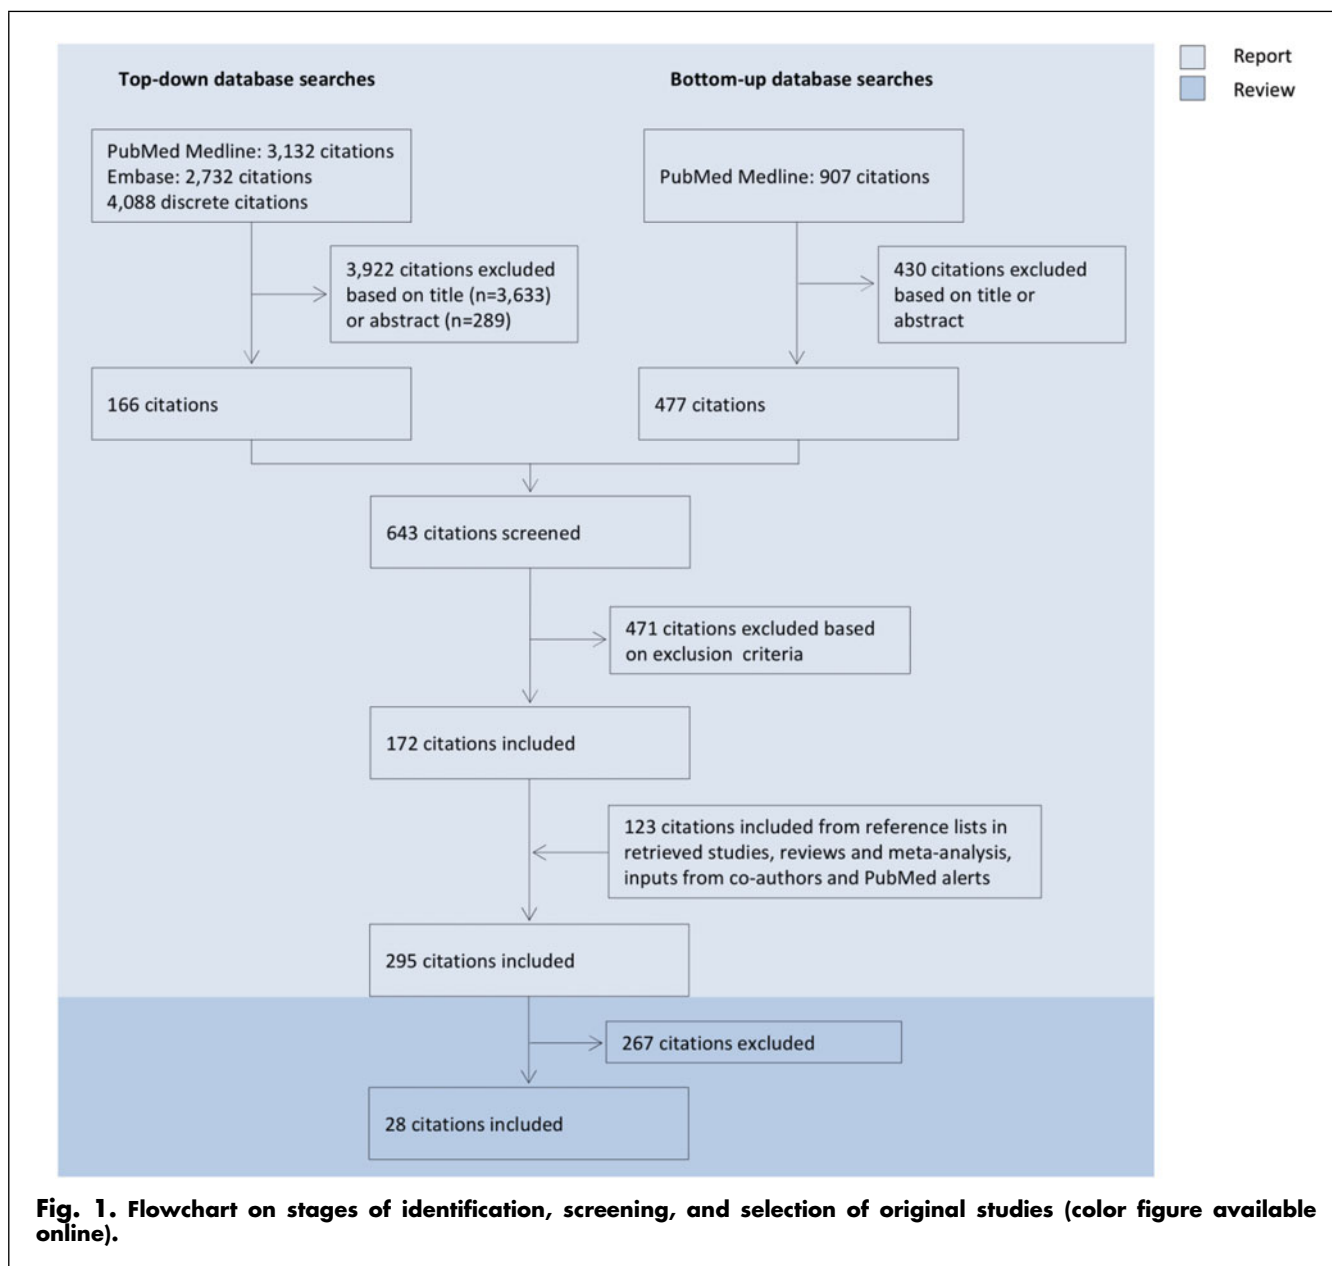 Report
Review
Top-down database searches
Bottom-up database searches
PubMed Medline: 3,132 citations
Embase: 2,732 citations
4,088 discrete citations
PubMed Medline: 907 citations
3,922 citations excluded
based on title (n=3,633)
or abstract (n=289)
430 citations excluded
based on title or
abstract
166 citations
477 citations
643 citations screened
471 citations excluded based
on exclusion criteria
172 citations included
123 citations included from reference lists in
retrieved studies, reviews and meta-analysis,
inputs from co-authors and PubMed alerts
295 citations included
267 citations excluded
28 citations included
Fig. 1. Flowchart on stages of identification, screening, and selection of original studies (color figure available
online).